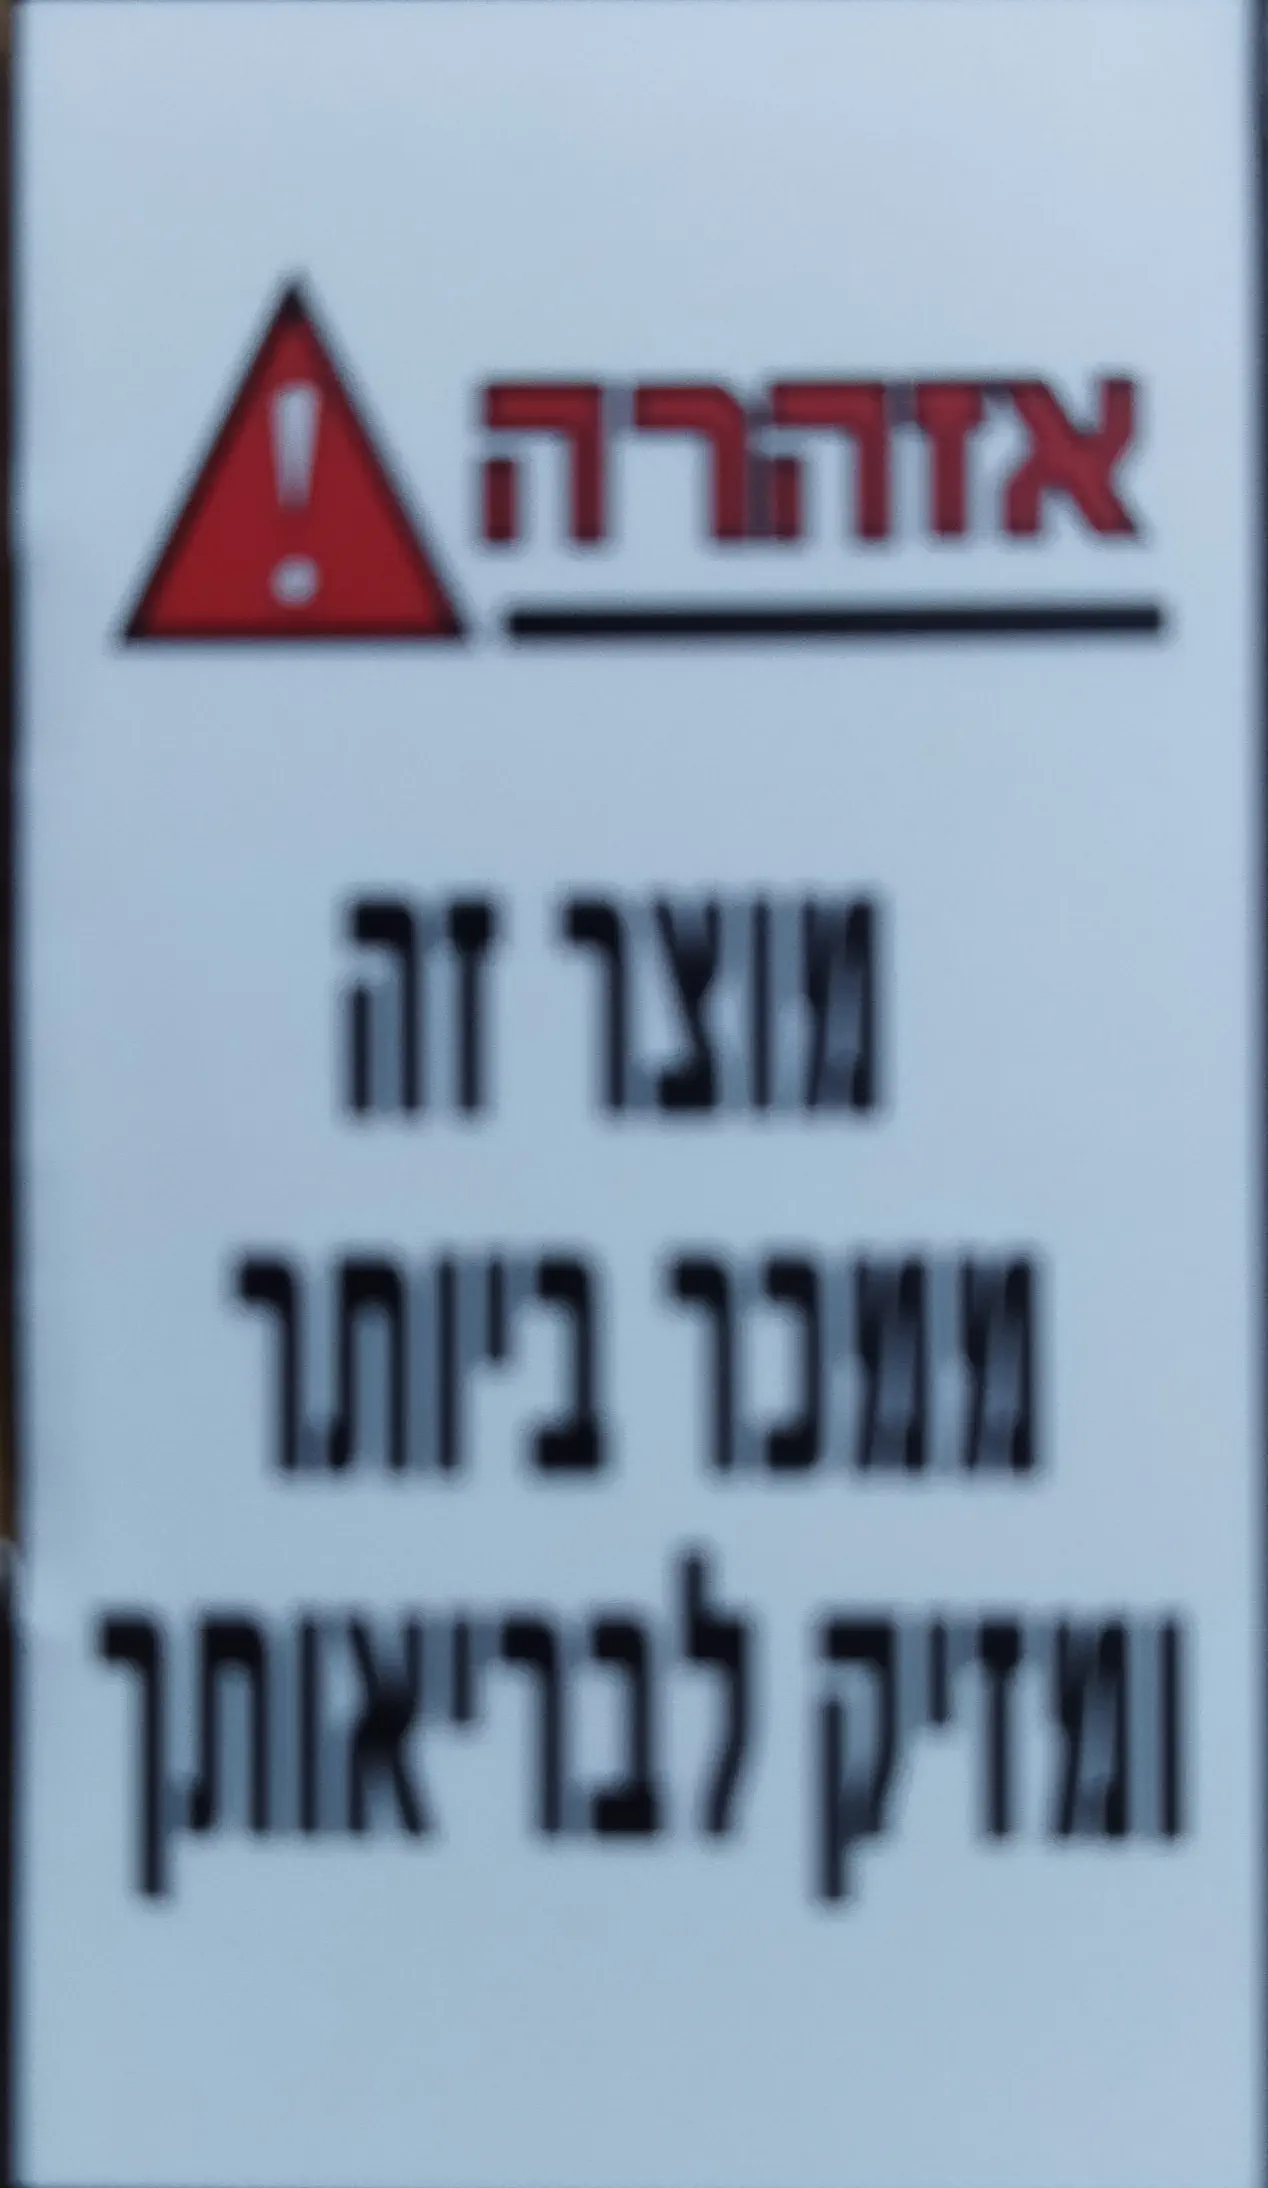 אזהרה
מוצר זה
ממכר ביותר
ומזיק לבריאותך